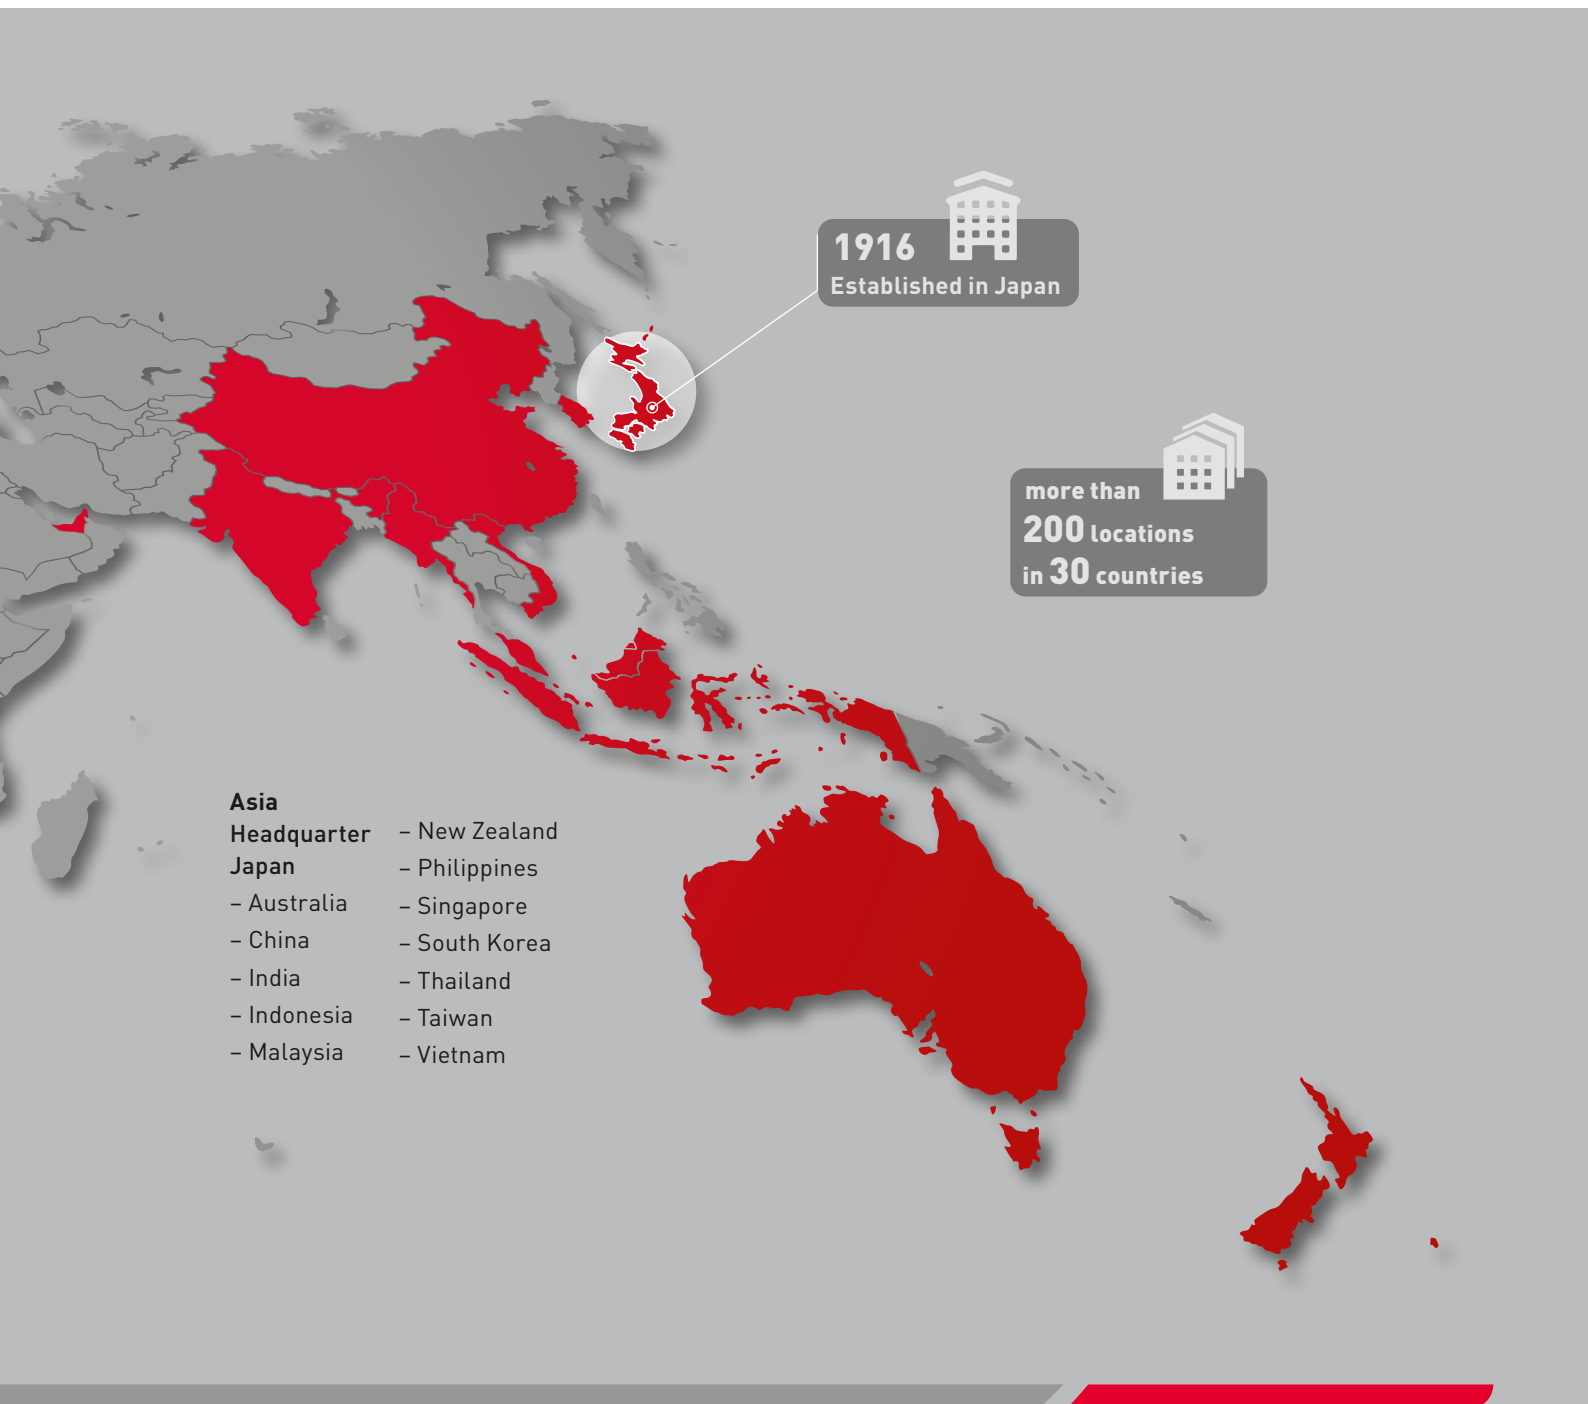 1916
Established in Japan
more than
200 locations
in 30 countries
Asia
Headquarter
Japan
– Australia
– China
– India
– Indonesia
– Malaysia
– New Zealand
– Philippines
– Singapore
– South Korea
– Thailand
– Taiwan
– Vietnam